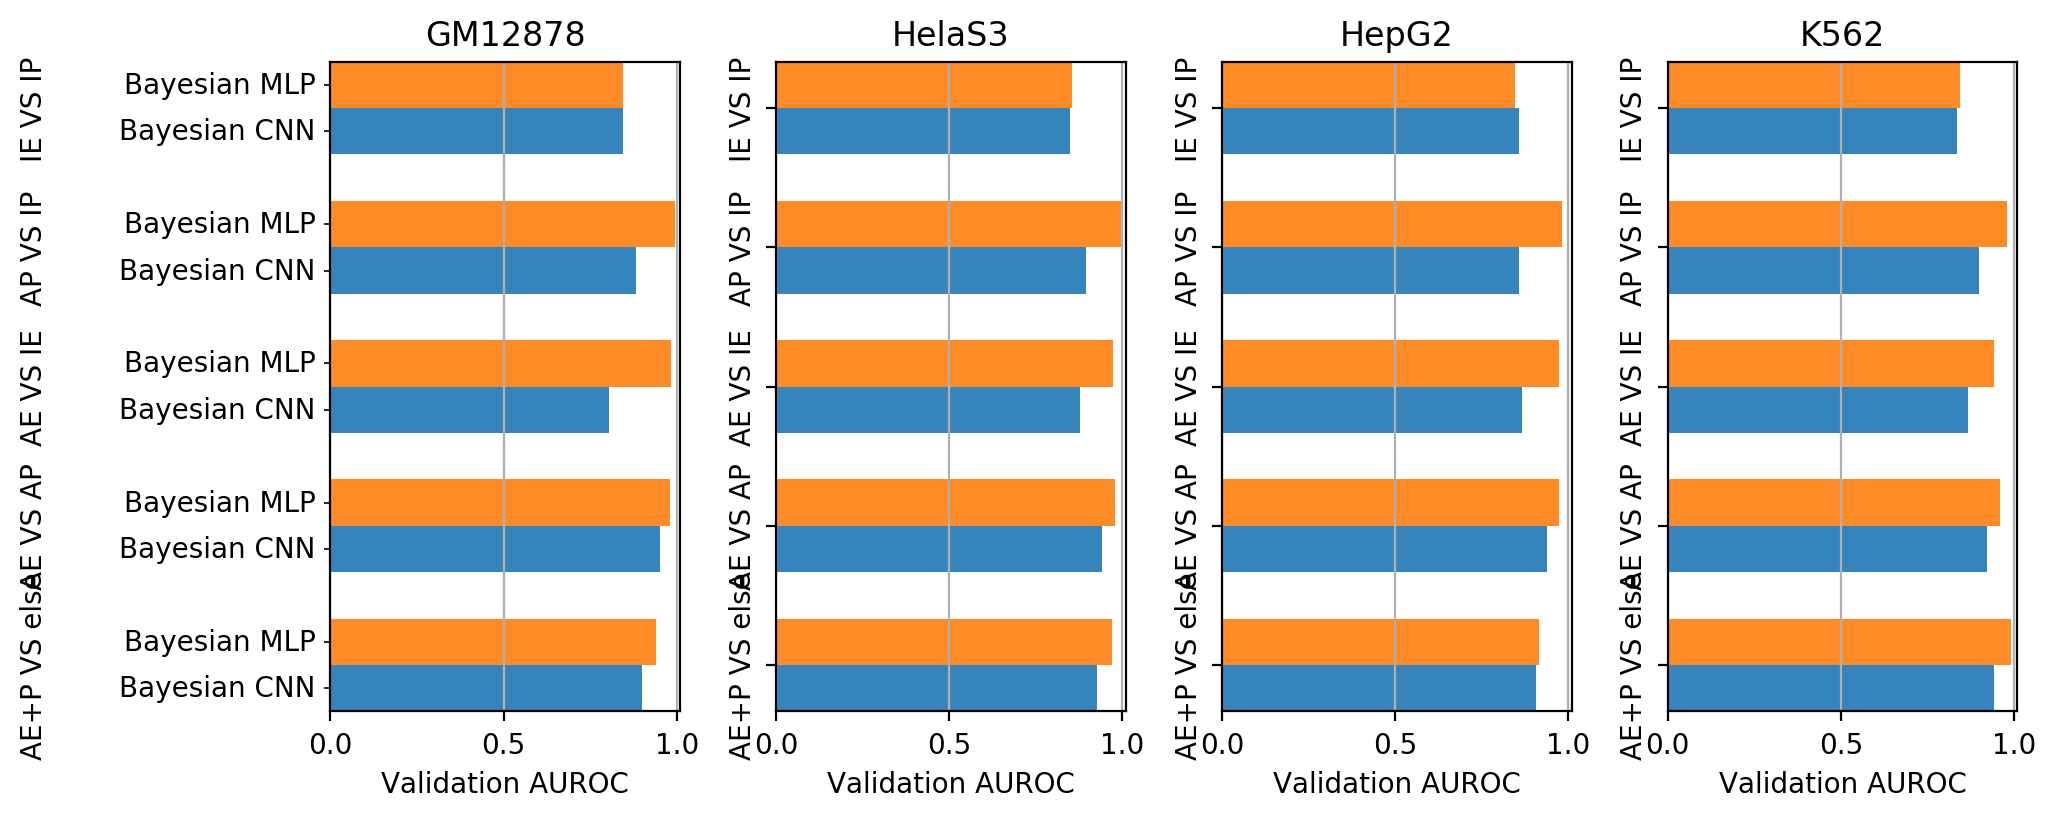 GM12878
HelaS3
HepG2
K562
IE VS IP
Bayesian MLP
Bayesian CNN
AP VS IP
Bayesian MLP
Bayesian CNN
AE VS IE
Bayesian MLP
Bayesian CNN
AE VS AP
Bayesian MLP
Bayesian CNN
AE+P VS else
Bayesian MLP
Bayesian CNN
0.0 0.5 1.0
Validation AUROC
IE VS IP
AP VS IP
AE VS IE
AE VS AP
AE+P VS else
0.0 0.5 1.0
Validation AUROC
IE VS IP
AP VS IP
AE VS IE
AE VS AP
AE+P VS else
0.0 0.5 1.0
Validation AUROC
IE VS IP
AP VS IP
AE VS IE
AE VS AP
AE+P VS else
0.0 0.5 1.0
Validation AUROC